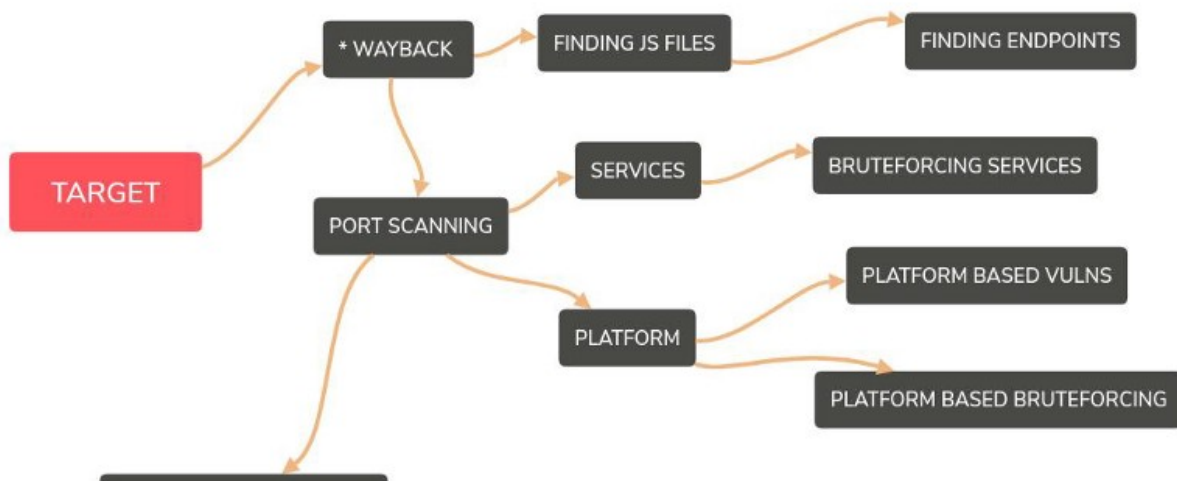 * WAYBACK
FINDING JS FILES
FINDING ENDPOINTS
TARGET
SERVICES
BRUTEFORCING SERVICES
PORT SCANNING
PLATFORM BASED VULNS
PLATFORM
PLATFORM BASED BRUTEFORCING